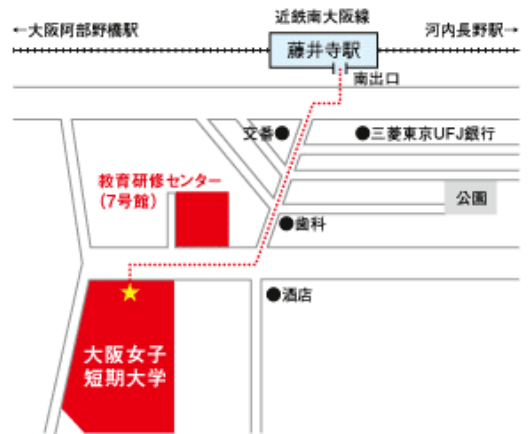 近鉄南大阪線
←大阪阿部野橋駅
河内長野駅→
藤井寺駅
南出口
交番●
●三菱東京UFJ銀行
教育研修センター
(7号館)
公園
●歯科
●酒店
大阪女子
短期大学